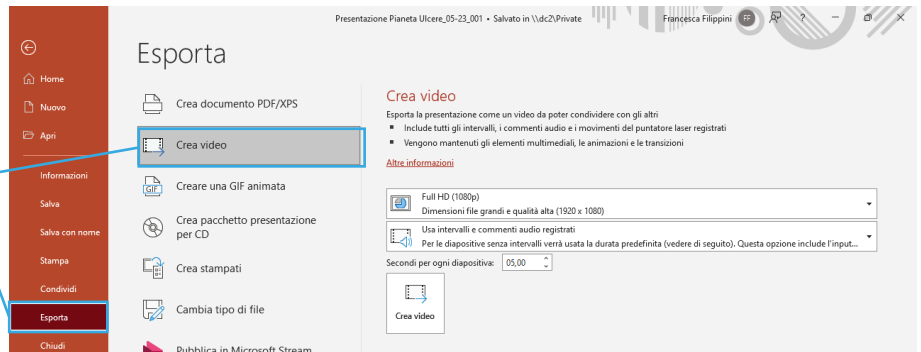 Presentazione Pianeta Ulcere_05-23_001 • Salvato in \\dc2\Private
Francesca Filippini
FF
?
Esporta
Home
Nuovo
Apri
Informazioni
Salva
Salva con nome
Stampa
Condividi
Esporta
Chiudi
Crea documento PDF/XPS
Crea video
GIF
Creare una GIF animata
Crea pacchetto presentazione
per CD
Crea stampati
Cambia tipo di file
Pubblica in Microsoft Stream
Crea video
Esporta la presentazione come un video da poter condividere con gli altri
▪ Include tutti gli intervalli, i commenti audio e i movimenti del puntatore laser registrati
▪ Vengono mantenuti gli elementi multimediali, le animazioni e le transizioni
Altre informazioni
Full HD (1080p)
Dimensioni file grandi e qualità alta (1920 x 1080)
Usa intervalli e commenti audio registrati
Per le diapositive senza intervalli verrà usata la durata predefinita (vedere di seguito). Questa opzione include l'input...
Secondi per ogni diapositiva: 05,00
Crea video